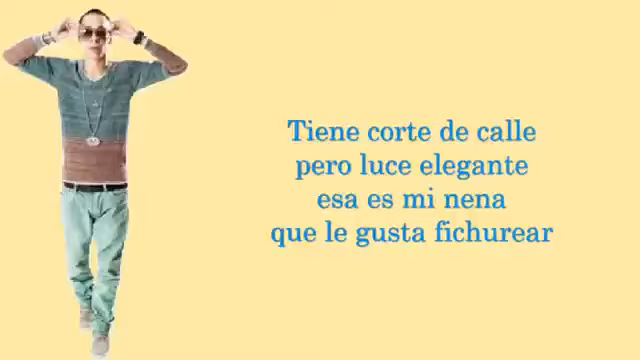 Tiene corte de calle
pero luce elegante
esa es mi nena
que le gusta fichurear